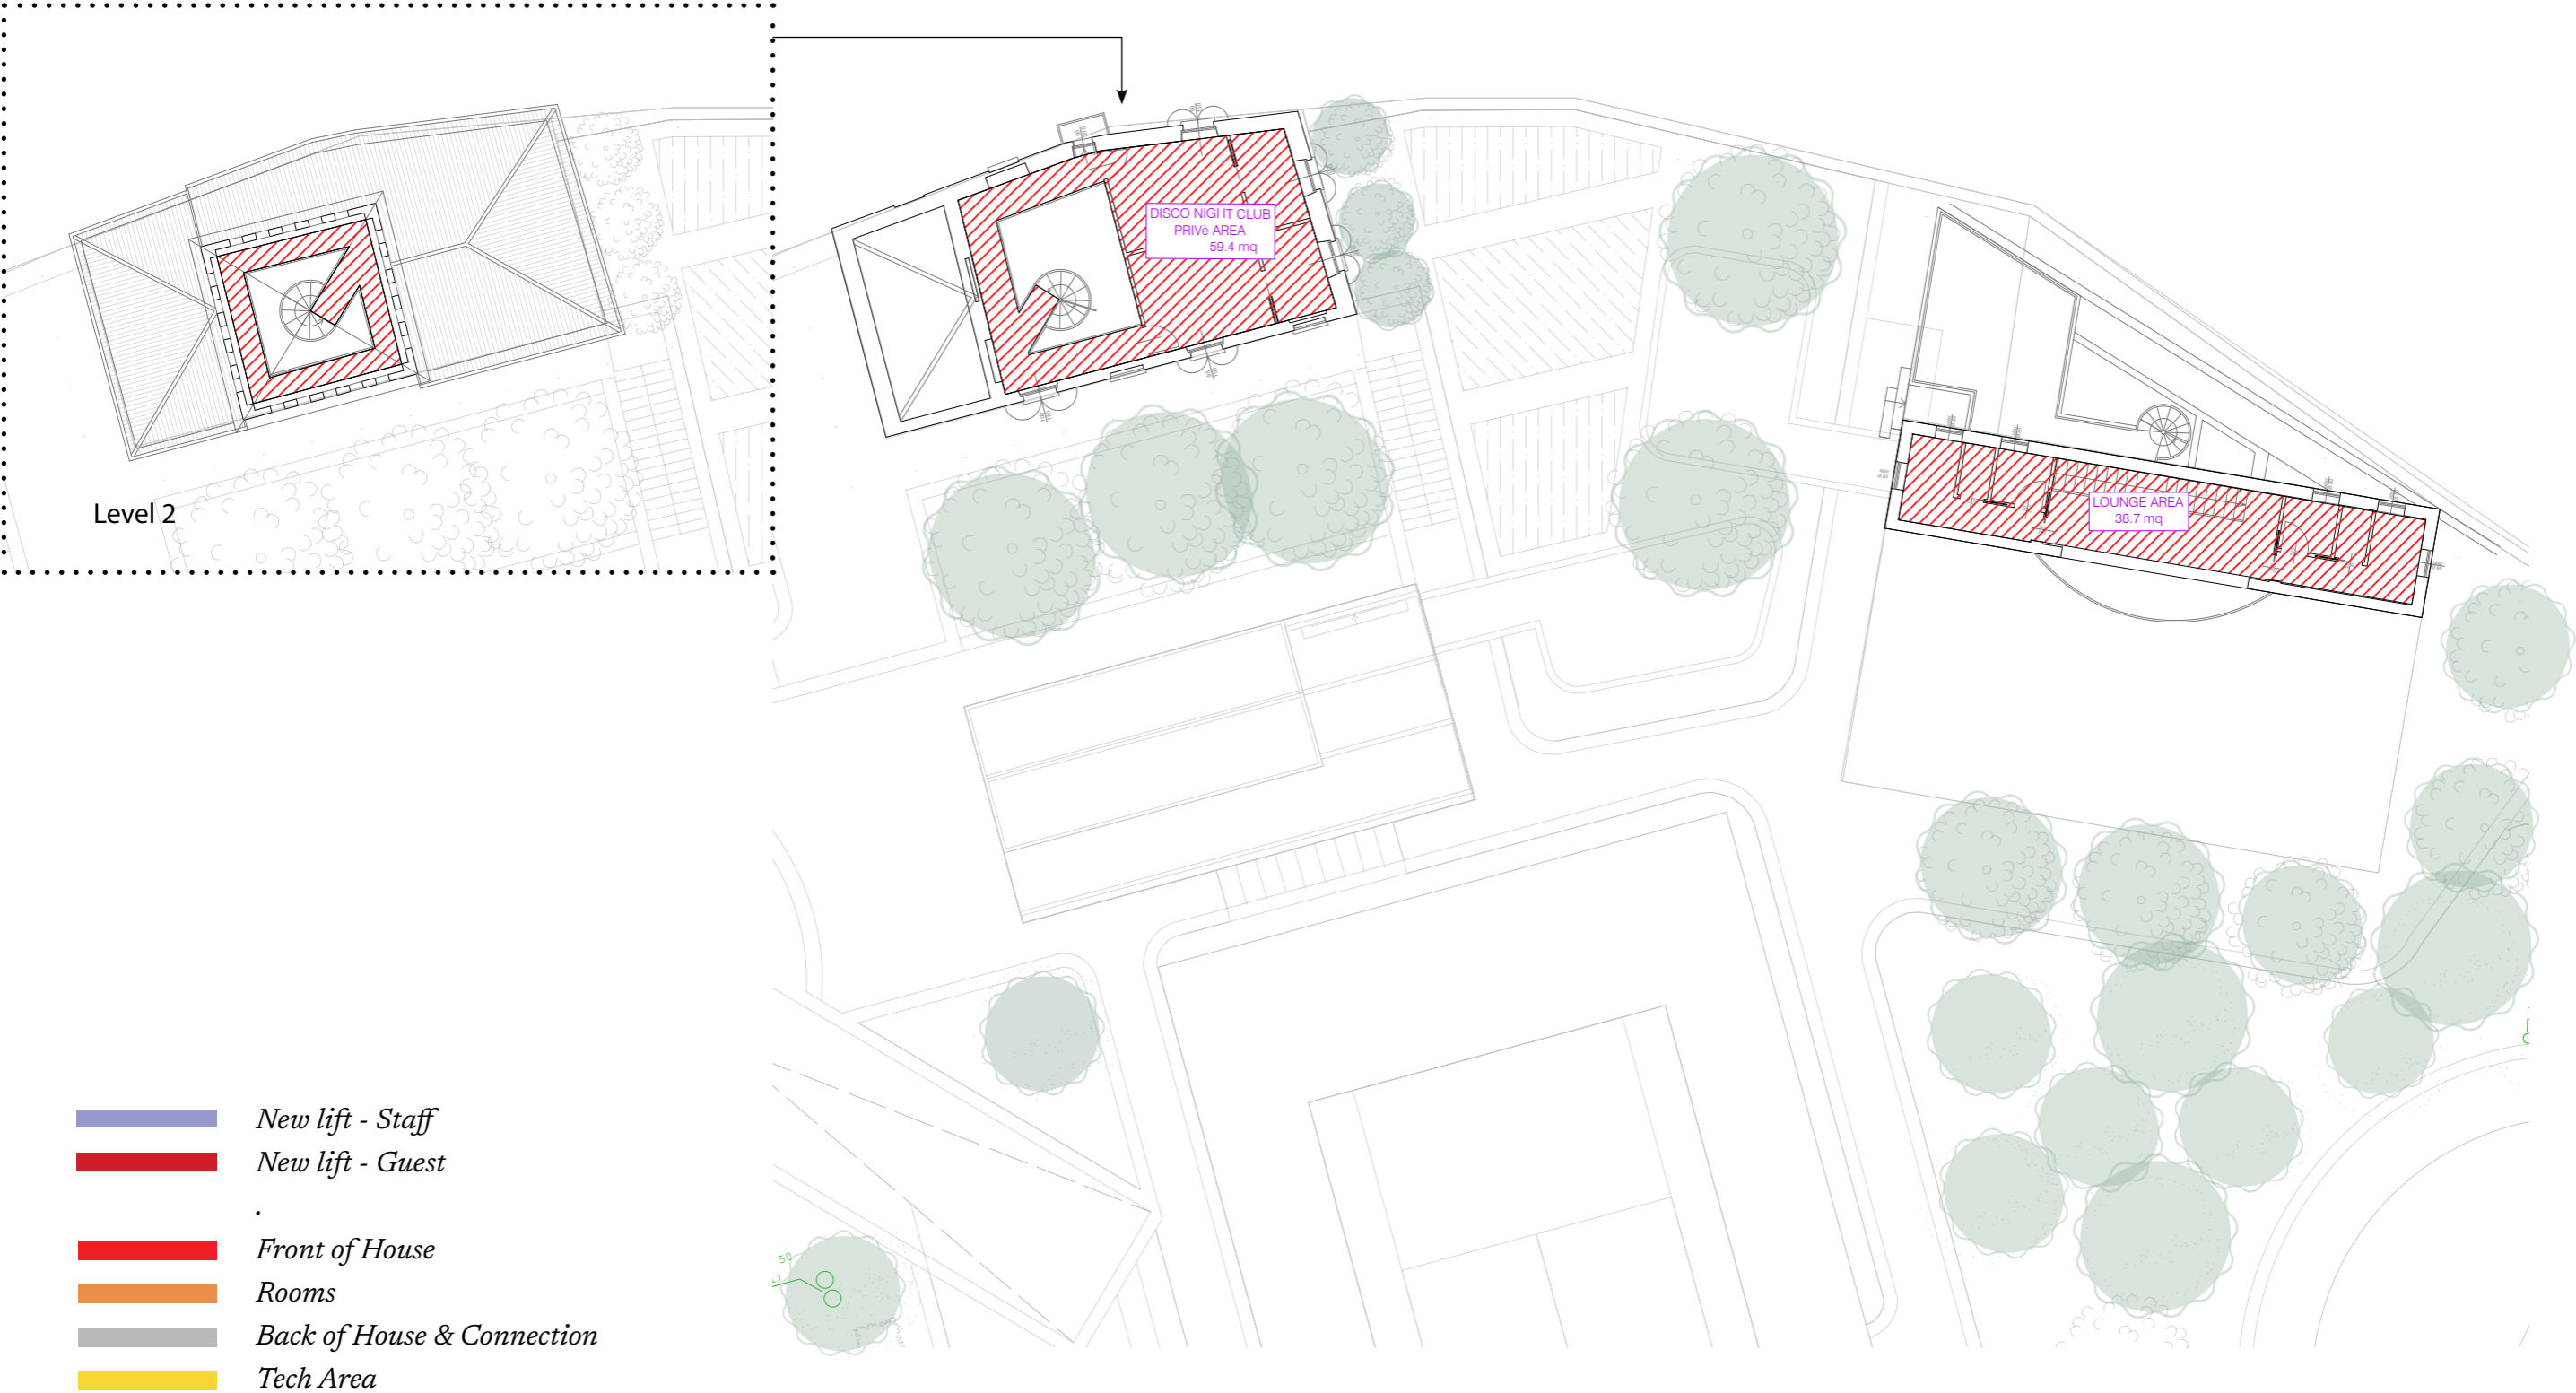 Level 2
DISCO NIGHT CLUB
PRIVè AREA
59.4 mq
LOUNGE AREA
38.7 mq
New lift - Staff
New lift - Guest
.
Front of House
Rooms
Back of House & Connection
Tech Area
50